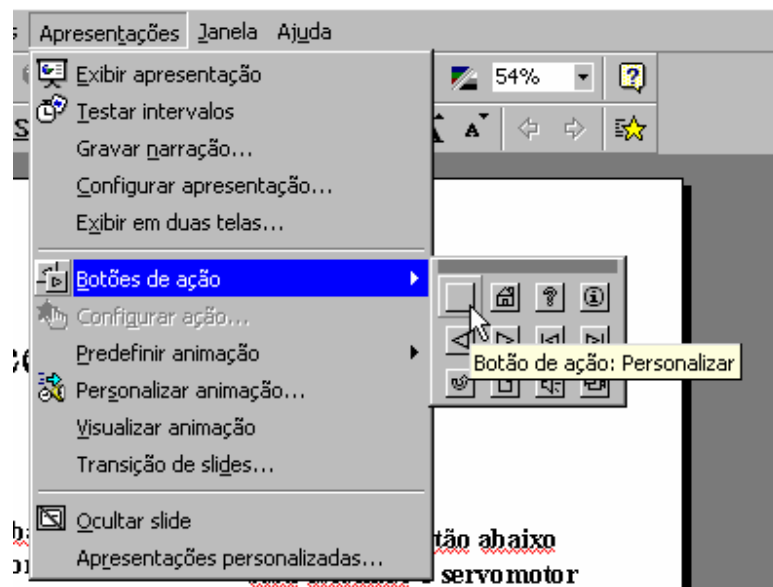 Apresentações Janela Ajuda
Exibir apresentação
54%
Testar intervalos
Gravar narração...
Configurar apresentação...
Exibir em duas telas...
Botões de ação
Configurar ação...
Predefinir animação
Botão de ação: Personalizar
Personalizar animação...
Visualizar animação
Transição de slides...
Ocultar slide
abaixo
Apresentações personalizadas...
servomotor